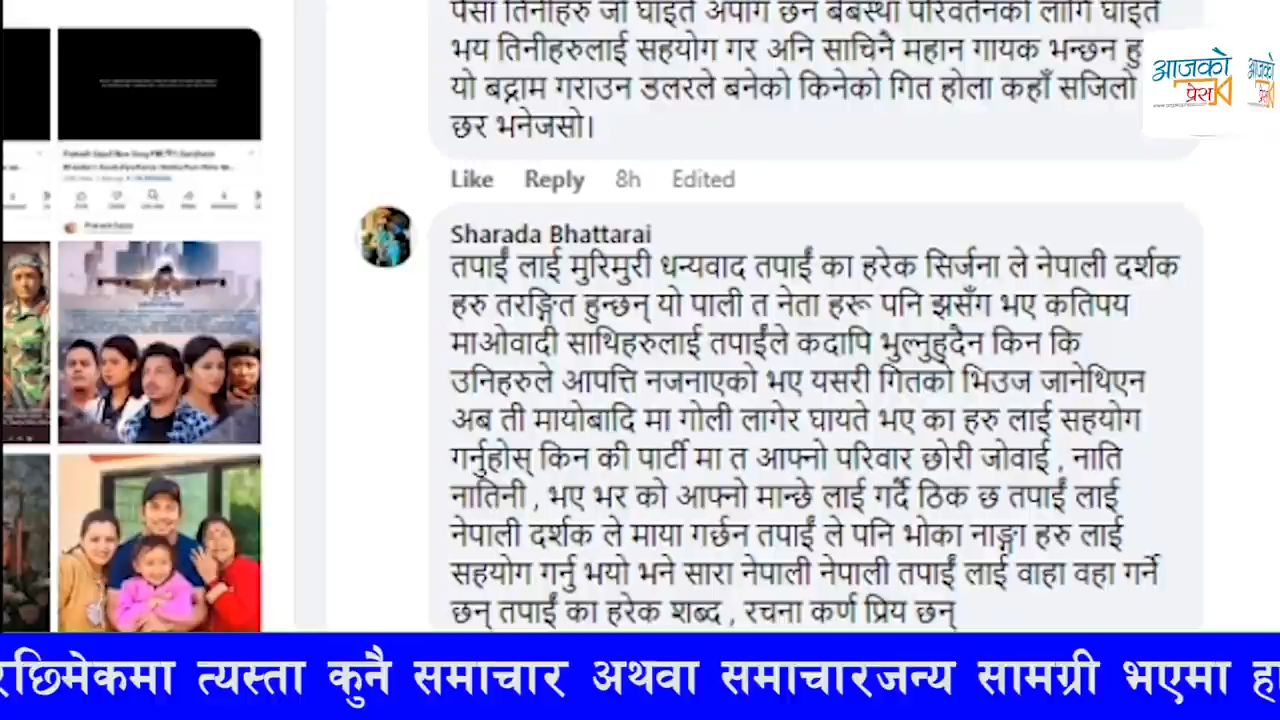 पैसा तिनीहरु जो घाइते अपांग छन बेबस्था परिवर्तनको लागि घाइते
भय तिनीहरुलाई सहयोग गर अनि साचिनै महान गायक भन्छन हु
यो बद्नाम गराउन डलरले बनेको किनेको गित होला कहाँ सजिलो
छर भनेजसो।
Like Reply 8h Edited
Sharada Bhattarai
तपाईं लाई मुरिमुरी धन्यवाद तपाईं का हरेक सिर्जना ले नेपाली दर्शक
हरु तरङ्गित हुन्छन् यो पाली त नेता हरू पनि झसँग भए कतिपय
माओवादी साथिहरुलाई तपाईंले कदापि भुल्नुहुदैन किन कि
उनिहरुले आपत्ति नजनाएको भए यसरी गितको भिउज जानेथिएन
अब ती मायोबादि मा गोली लागेर घायते भए का हरु लाई सहयोग
गर्नुहोस् किन की पार्टी मा त आफ्नो परिवार छोरी जोवाई , नाति
नातिनी , भए भर को आफ्नो मान्छे लाई गर्दै ठिक छ तपाईं लाई
नेपाली दर्शक ले माया गर्छन तपाईं ले पनि भोका नाङ्गा हरु लाई
सहयोग गर्नु भयो भने सारा नेपाली नेपाली तपाईं लाई वाहा वहा गर्ने
छन् तपाईं का हरेक शब्द , रचना कर्ण प्रिय छन्
आजको
प्रेस
आजको
प्रेस
रछिमेकमा त्यस्ता कुनै समाचार अथवा समाचारजन्य सामग्री भएमा हा